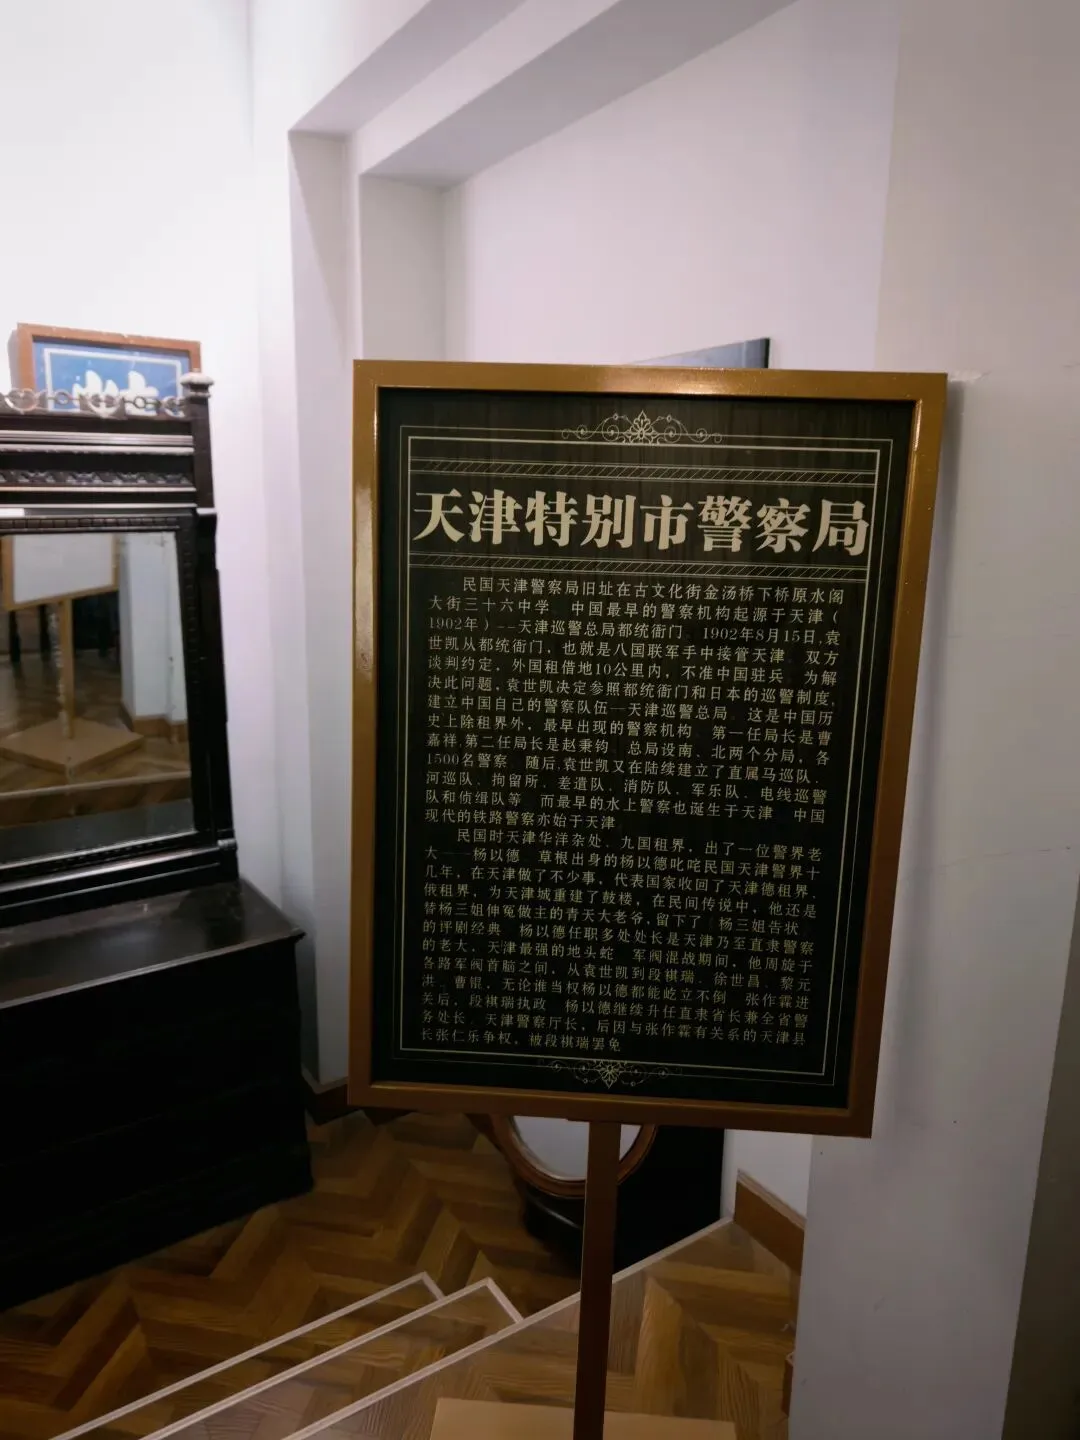 天津特别市警察局
民国天津警察局旧址在古文化街金汤桥下桥原水阁
大街三十六中学 中国最早的警察机构起源于天津(
1902年)--天津巡警总局都统衙门 1902年8月15日,袁
世凯从都统衙门,也就是八国联军手中接管天津 双方
谈判约定,外国租借地10公里内,不准中国驻兵 为解
决此问题,袁世凯决定参照都统衙门和日本的巡警制度,
建立中国自己的警察队伍--天津巡警总局 这是中国历
史上除租界外,最早出现的警察机构 第一任局长是曹
嘉祥,第二任局长是赵秉钧 总局设南、北两个分局,各
1500名警察 随后,袁世凯又在陆续建立了直属马巡队、
河巡队、拘留所、差遣队、消防队、军乐队、电线巡警
队和侦缉队等 而最早的水上警察也诞生于天津 中国
现代的铁路警察亦始于天津
民国时天津华洋杂处、九国租界,出了一位警界老
大——杨以德 草根出身的杨以德叱咤民国天津警界十
几年,在天津做了不少事,代表国家收回了天津德租界、
俄租界,为天津城重建了鼓楼,在民间传说中,他还是
替杨三姐伸冤做主的青天大老爷,留下了 杨三姐告状
的评剧经典 杨以德任职多处处长是天津乃至直隶警察
的老大,天津最强的地头蛇 军阀混战期间,他周旋于
各路军阀首脑之间,从袁世凯到段祺瑞、徐世昌、黎元
洪、曹锟,无论谁当权杨以德都能屹立不倒 张作霖进
关后,段祺瑞执政 杨以德继续升任直隶省长兼全省警
务处长、天津警察厅长,后因与张作霖有关系的天津县
长张仁乐争权,被段祺瑞罢免